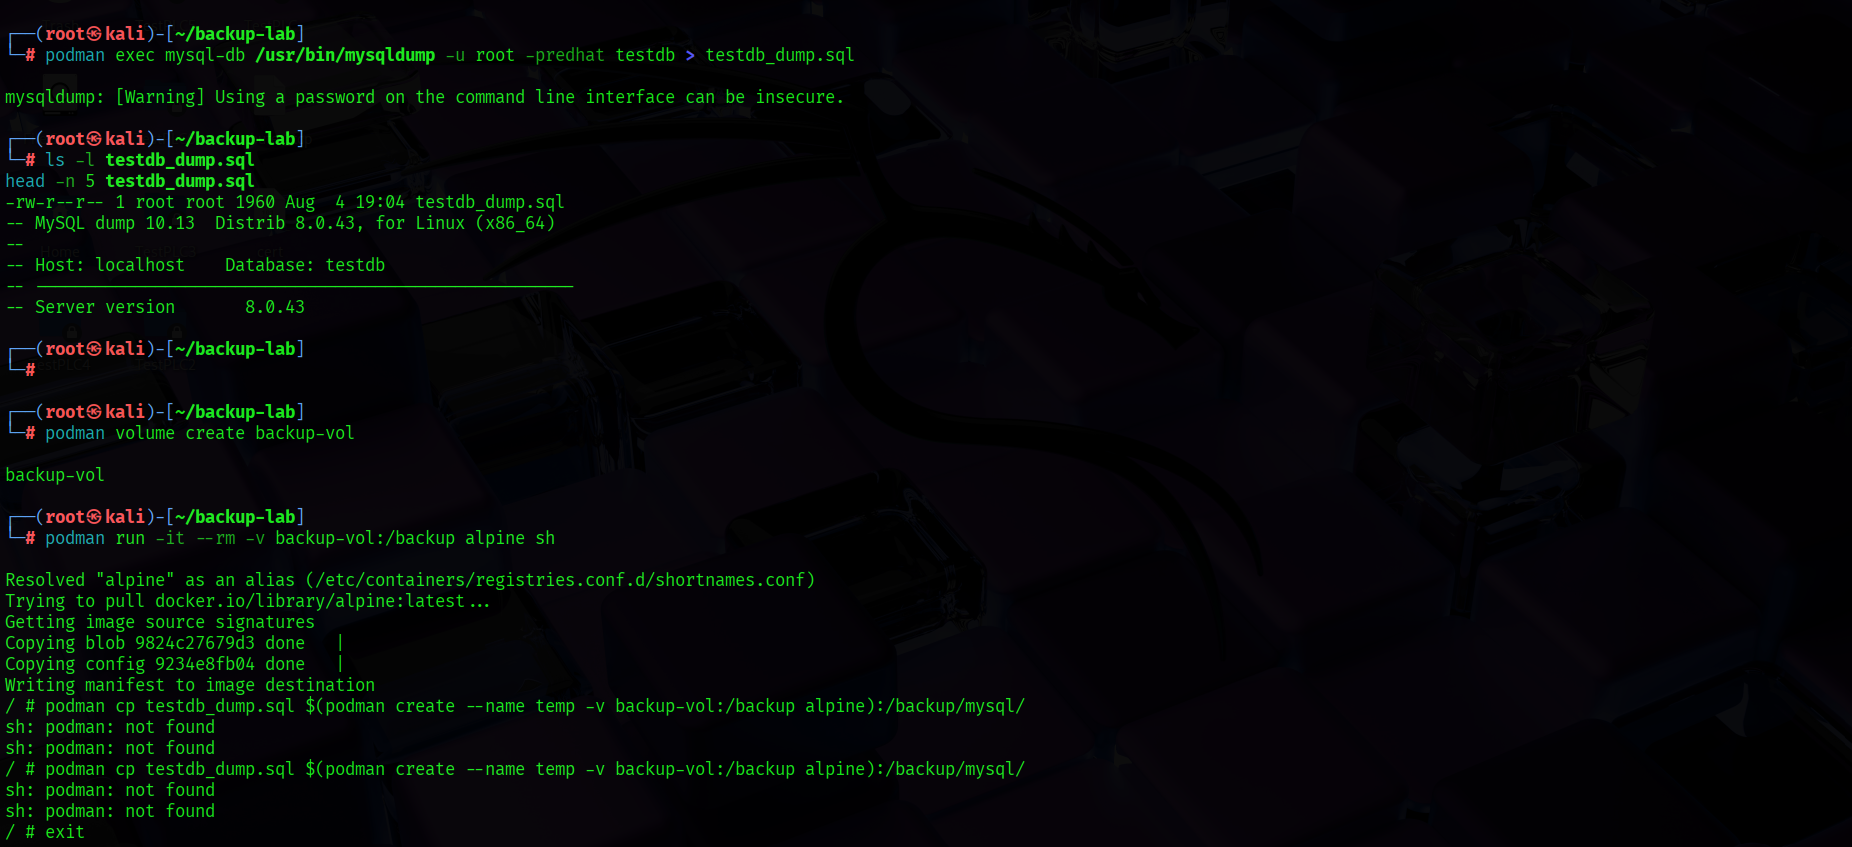 ┌──(root㉿kali)-[~/backup-lab]
└─# podman exec mysql-db /usr/bin/mysqldump -u root -predhat testdb > testdb_dump.sql
mysqldump: [Warning] Using a password on the command line interface can be insecure.
┌──(root㉿kali)-[~/backup-lab]
└─# ls -l testdb_dump.sql
head -n 5 testdb_dump.sql
-rw-r--r-- 1 root root 1960 Aug  4 19:04 testdb_dump.sql
-- MySQL dump 10.13  Distrib 8.0.43, for Linux (x86_64)
--
-- Host: localhost    Database: testdb
-- ------------------------------------------------------
-- Server version       8.0.43
┌──(root㉿kali)-[~/backup-lab]
└─#
┌──(root㉿kali)-[~/backup-lab]
└─# podman volume create backup-vol
backup-vol
┌──(root㉿kali)-[~/backup-lab]
└─# podman run -it --rm -v backup-vol:/backup alpine sh
Resolved "alpine" as an alias (/etc/containers/registries.conf.d/shortnames.conf)
Trying to pull docker.io/library/alpine:latest...
Getting image source signatures
Copying blob 9824c27679d3 done   |
Copying config 9234e8fb04 done   |
Writing manifest to image destination
/ # podman cp testdb_dump.sql $(podman create --name temp -v backup-vol:/backup alpine):/backup/mysql/
sh: podman: not found
sh: podman: not found
/ # podman cp testdb_dump.sql $(podman create --name temp -v backup-vol:/backup alpine):/backup/mysql/
sh: podman: not found
sh: podman: not found
/ # exit